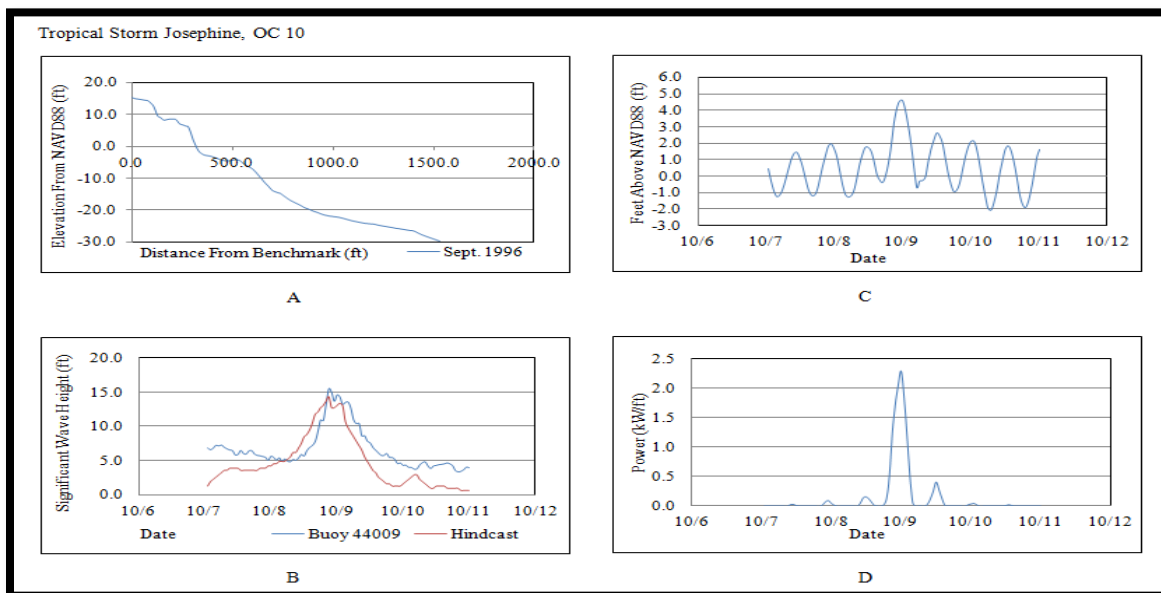 Tropical Storm Josephine, OC 10
Elevation From NAVD88 (ft)
20.0
10.0
0.0
-10.0
-20.0
-30.0
0.0 500.0 1000.0 1500.0 2000.0
Distance From Benchmark (ft)
Sept. 1996
A
Feet Above NAVD88 (ft)
6.0
5.0
4.0
3.0
2.0
1.0
0.0
-1.0
-2.0
-3.0
10/6 10/7 10/8 10/9 10/10 10/11 10/12
Date
C
Significant Wave Height (ft)
20.0
15.0
10.0
5.0
0.0
10/6 10/7 10/8 10/9 10/10 10/11 10/12
Date
Buoy 44009 Hindcast
B
Power (kW/ft)
2.5
2.0
1.5
1.0
0.5
0.0
10/6 10/7 10/8 10/9 10/10 10/11 10/12
Date
D